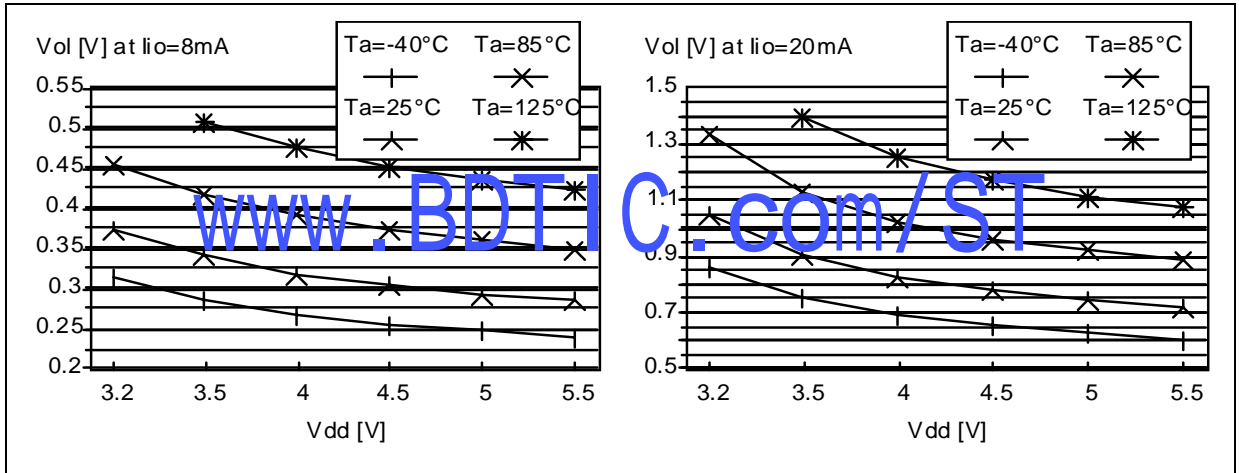 Vol [V] at Iio=8mA
Ta=-40°C Ta=85°C
Ta=25°C Ta=125°C
0.55
0.5
0.45
0.4
0.35
0.3
0.25
0.2
3.2 3.5 4 4.5 5 5.5
Vdd [V]
Vol [V] at Iio=20mA
Ta=-40°C Ta=85°C
Ta=25°C Ta=125°C
1.5
1.3
1.1
0.9
0.7
0.5
3.2 3.5 4 4.5 5 5.5
Vdd [V]
www.BDTIC.com/ST